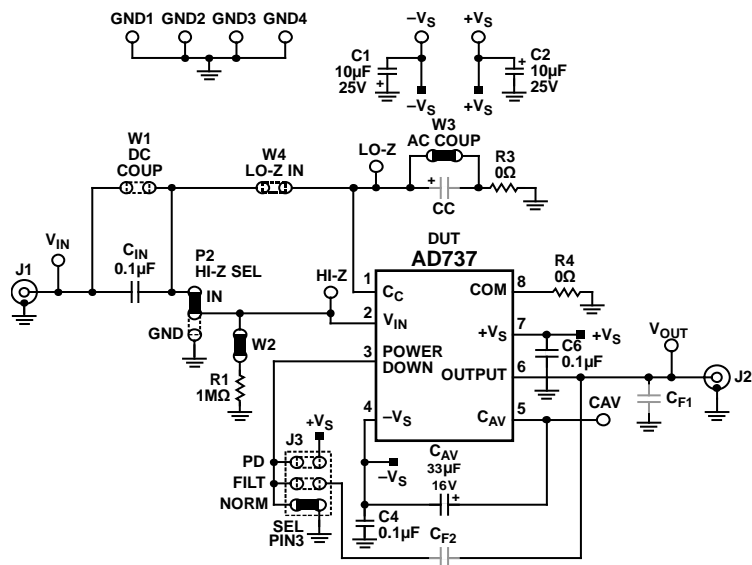 GND1 GND2 GND3 GND4
–VS +VS
C1
10µF
25V
C2
10µF
25V
–VS +VS
W1
DC
COUP
W4
LO-Z IN
LO-Z
W3
AC COUP
CC
R3
0Ω
VIN
J1
CIN
0.1µF
P2
HI-Z SEL
IN
GND
HI-Z
W2
R1
1MΩ
DUT
AD737
1
CC
2
VIN
3
POWER
DOWN
4
–VS
8
COM
7
+VS
6
OUTPUT
5
CAV
R4
0Ω
+VS
C6
0.1µF
VOUT
J2
CF1
CAV
CAV
33µF
16V
–VS
C4
0.1µF
CF2
+VS
J3
PD
FILT
NORM
SEL
PIN3